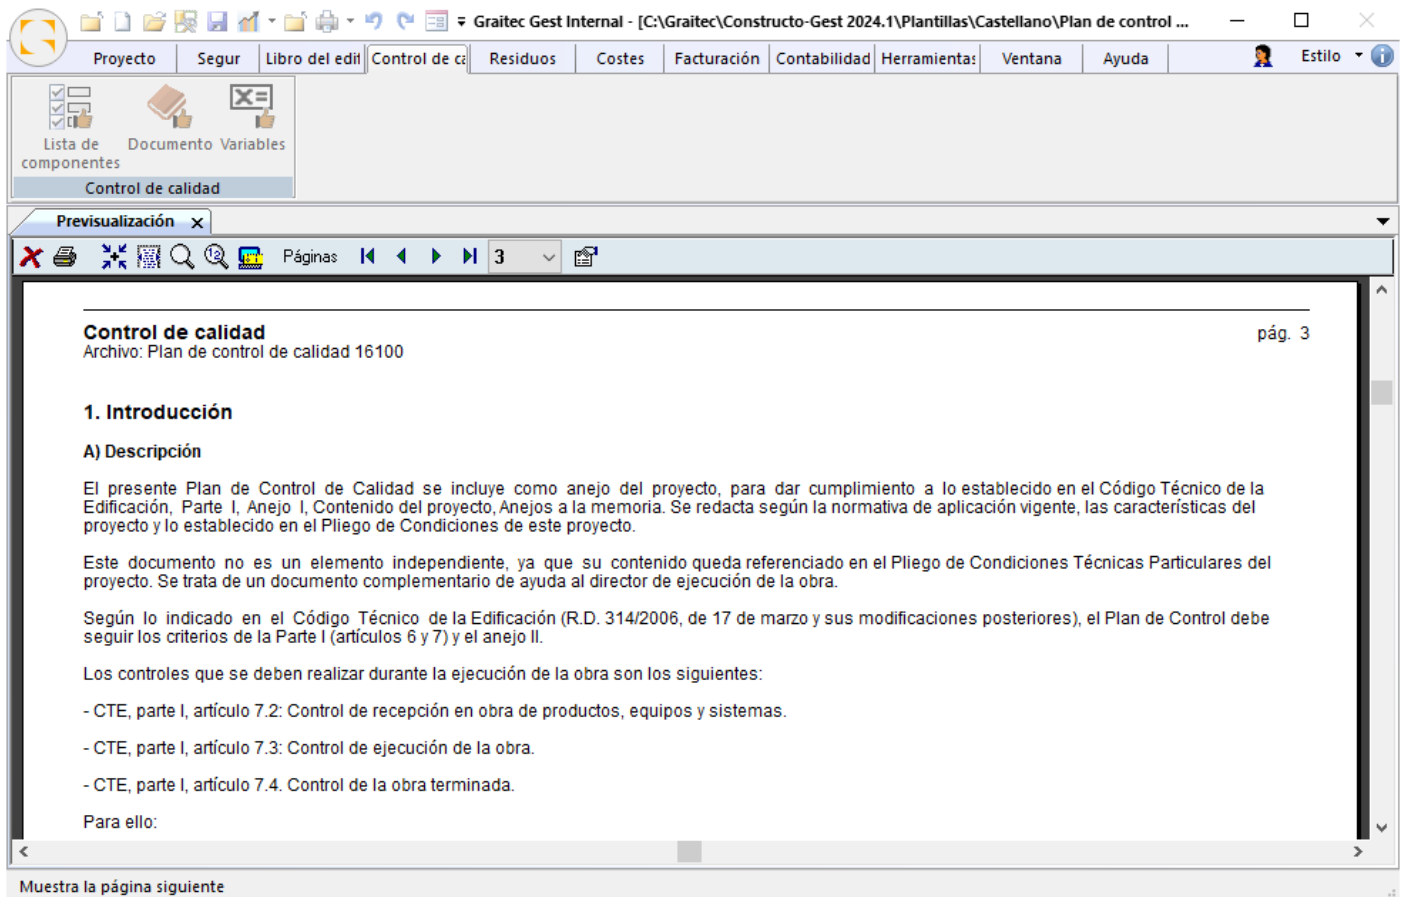 Graitec Gest Internal - [C:\Graitec\Constructo-Gest 2024.1\Plantillas\Castellano\Plan de control ...
Proyecto Segur Libro del edit Control de ca Residuos Costes Facturación Contabilidad Herramientas Ventana Ayuda Estilo
Lista de componentes
Documento
Variables
Control de calidad
Previsualización
Páginas 3
Control de calidad
pág. 3
Archivo: Plan de control de calidad 16100
1. Introducción
A) Descripción
El presente Plan de Control de Calidad se incluye como anejo del proyecto, para dar cumplimiento a lo establecido en el Código Técnico de la
Edificación, Parte I, Anejo I, Contenido del proyecto, Anejos a la memoria. Se redacta según la normativa de aplicación vigente, las características del
proyecto y lo establecido en el Pliego de Condiciones de este proyecto.
Este documento no es un elemento independiente, ya que su contenido queda referenciado en el Pliego de Condiciones Técnicas Particulares del
proyecto. Se trata de un documento complementario de ayuda al director de ejecución de la obra.
Según lo indicado en el Código Técnico de la Edificación (R.D. 314/2006, de 17 de marzo y sus modificaciones posteriores), el Plan de Control debe
seguir los criterios de la Parte I (artículos 6 y 7) y el anejo II.
Los controles que se deben realizar durante la ejecución de la obra son los siguientes:
- CTE, parte I, artículo 7.2: Control de recepción en obra de productos, equipos y sistemas.
- CTE, parte I, artículo 7.3: Control de ejecución de la obra.
- CTE, parte I, artículo 7.4. Control de la obra terminada.
Para ello:
Muestra la página siguiente